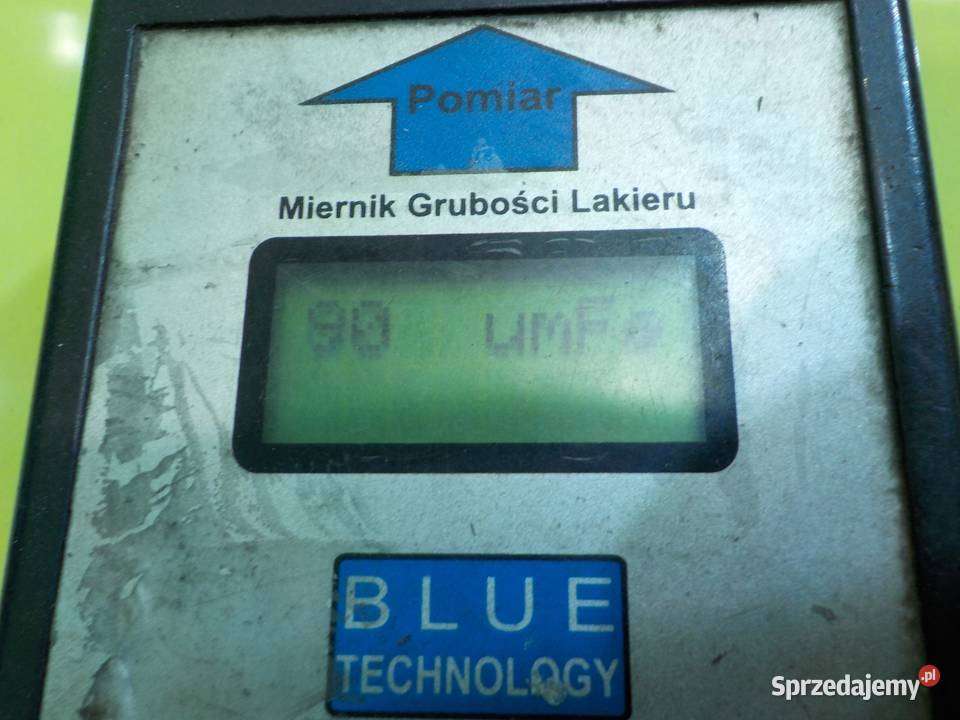 Pomiar
Miernik Grubości Lakieru
90 umFe
BLUE
TECHNOLOGY
Sprzedajemy.pl